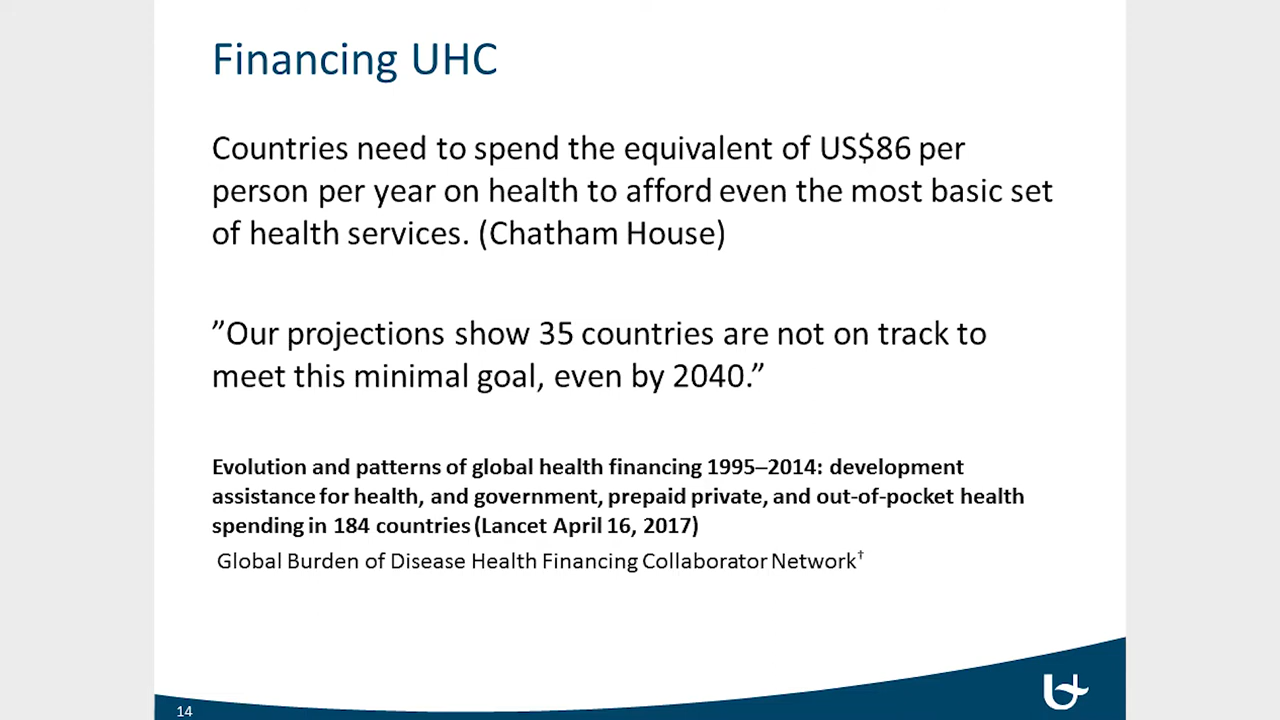 Financing UHC
Countries need to spend the equivalent of US$86 per
person per year on health to afford even the most basic set
of health services. (Chatham House)
”Our projections show 35 countries are not on track to
meet this minimal goal, even by 2040.”
Evolution and patterns of global health financing 1995–2014: development
assistance for health, and government, prepaid private, and out-of-pocket health
spending in 184 countries (Lancet April 16, 2017)
Global Burden of Disease Health Financing Collaborator Network†
14